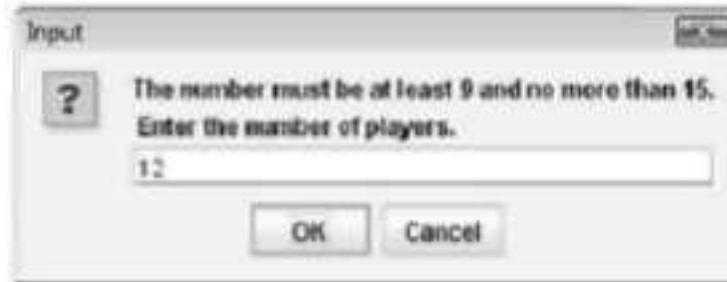 Input
?
The number must be at least 9 and no more than 15.
Enter the number of players.
12
OK Cancel